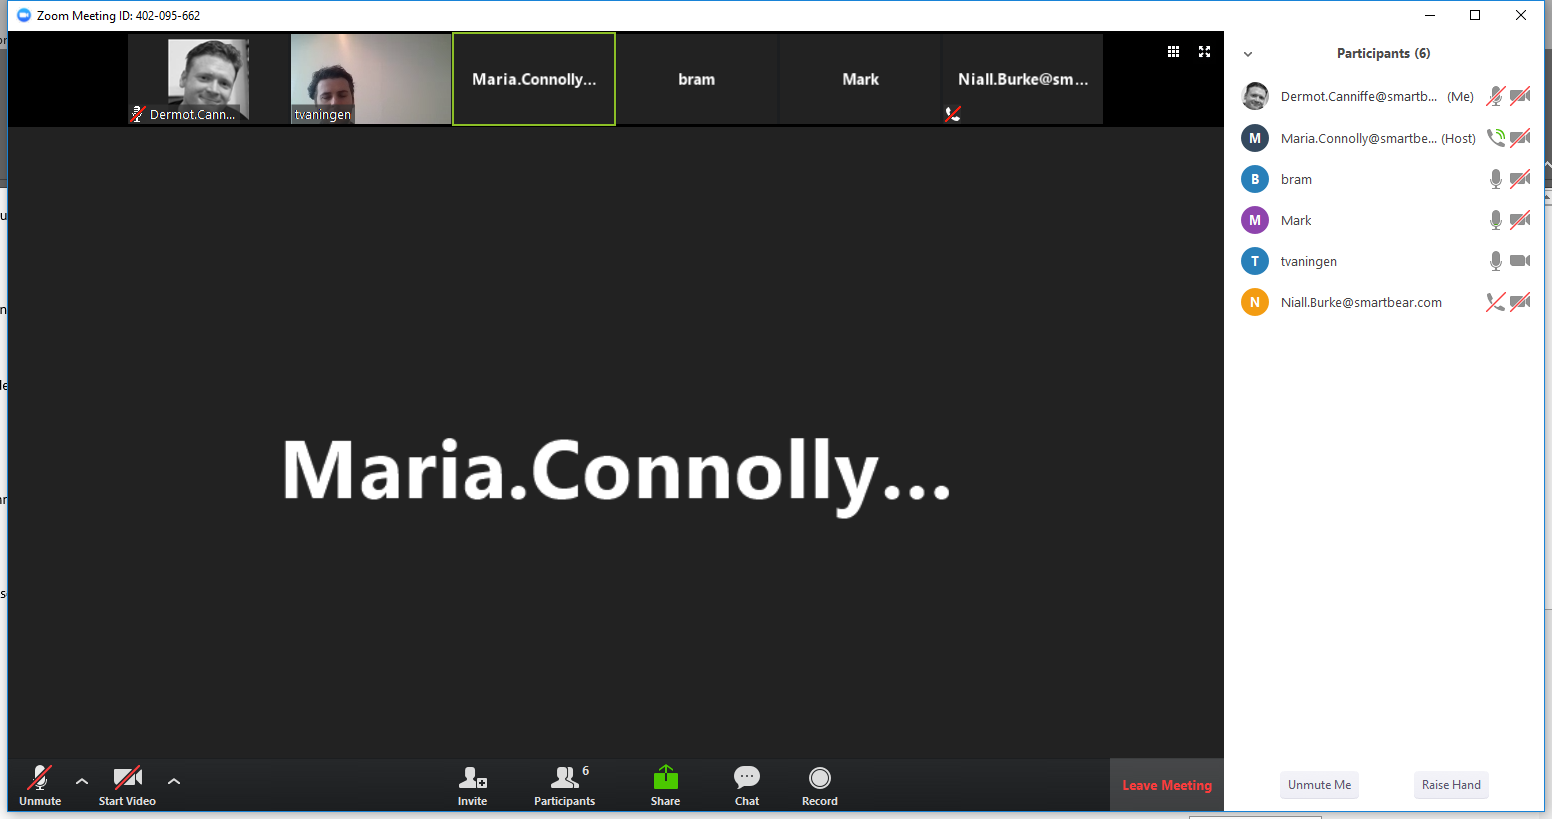 Zoom Meeting ID: 402-095-662
Dermot.Cann...
tvaningen
Maria.Connolly...
bram
Mark
Niall.Burke@sm...
Maria.Connolly...
Participants (6)
Dermot.Canniffe@smartb... (Me)
M Maria.Connolly@smartbe... (Host)
B bram
M Mark
T tvaningen
N Niall.Burke@smartbear.com
Unmute Me
Raise Hand
Unmute
Start Video
Invite
6
Participants
Share
Chat
Record
Leave Meeting